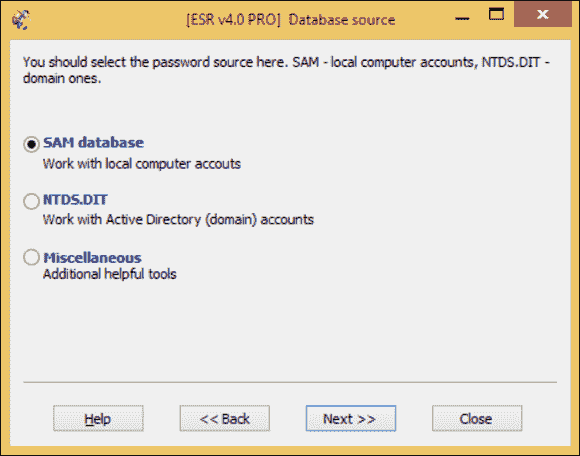 [ESR v4.0 PRO] Database source
You should select the password source here. SAM - local computer accounts, NTDS.DIT -
domain ones.
SAM database
Work with local computer accouts
NTDS.DIT
Work with Active Directory (domain) accounts
Miscellaneous
Additional helpful tools
Help
<< Back
Next >>
Close